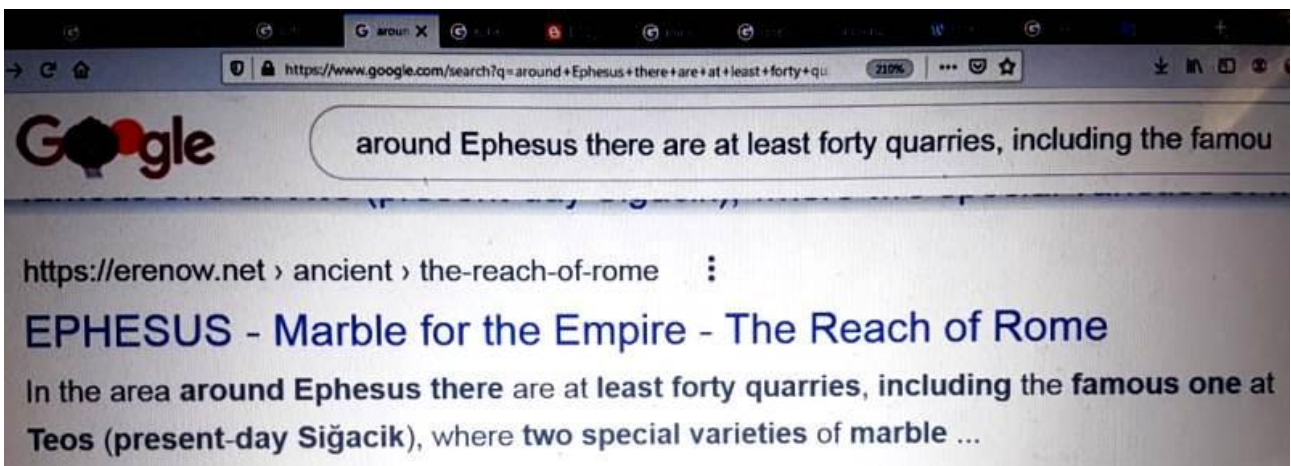 G aroun X
https://www.google.com/search?q=around+Ephesus+there+are+at+least+forty+qu
210%
Google
around Ephesus there are at least forty quarries, including the famou
https://erenow.net › ancient › the-reach-of-rome
EPHESUS - Marble for the Empire - The Reach of Rome
In the area around Ephesus there are at least forty quarries, including the famous one at
Teos (present-day Siğacik), where two special varieties of marble ...